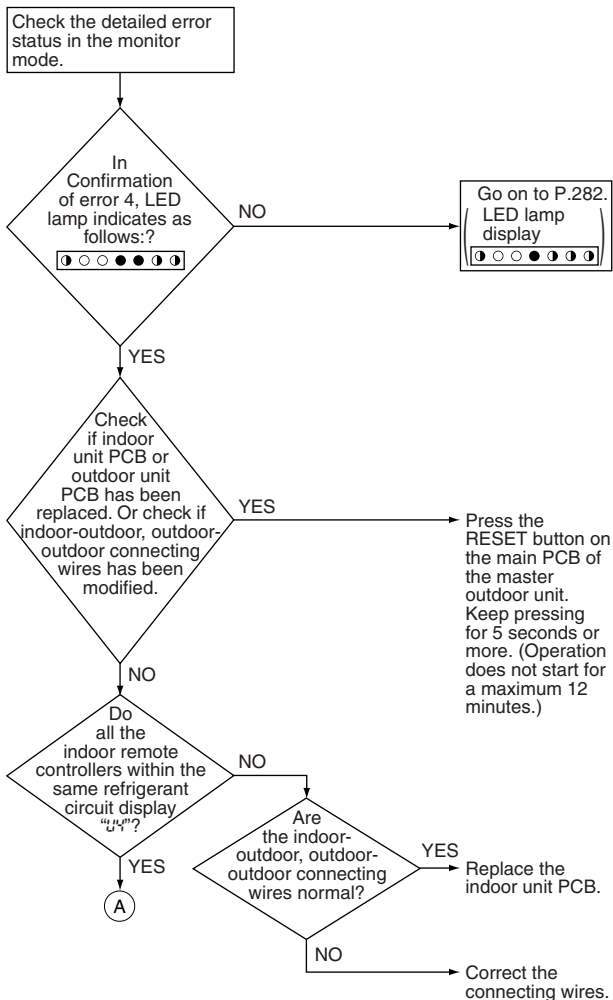 Check the detailed error
status in the monitor
mode.
In
Confirmation
of error 4, LED
lamp indicates as
follows:?
NO
Go on to P.282.
LED lamp
display
YES
Check
if indoor
unit PCB or
outdoor unit
PCB has been
replaced. Or check if
indoor-outdoor, outdoor-
outdoor connecting
wires has been
modified.
YES
Press the
RESET button on
the main PCB of
the master
outdoor unit.
Keep pressing
for 5 seconds or
more. (Operation
does not start for
a maximum 12
minutes.)
NO
Do
all the
indoor remote
controllers within the
same refrigerant
circuit display
“U4”?
NO
YES
A
Are
the indoor-
outdoor, outdoor-
outdoor connecting
wires normal?
YES
Replace the
indoor unit PCB.
NO
Correct the
connecting wires.